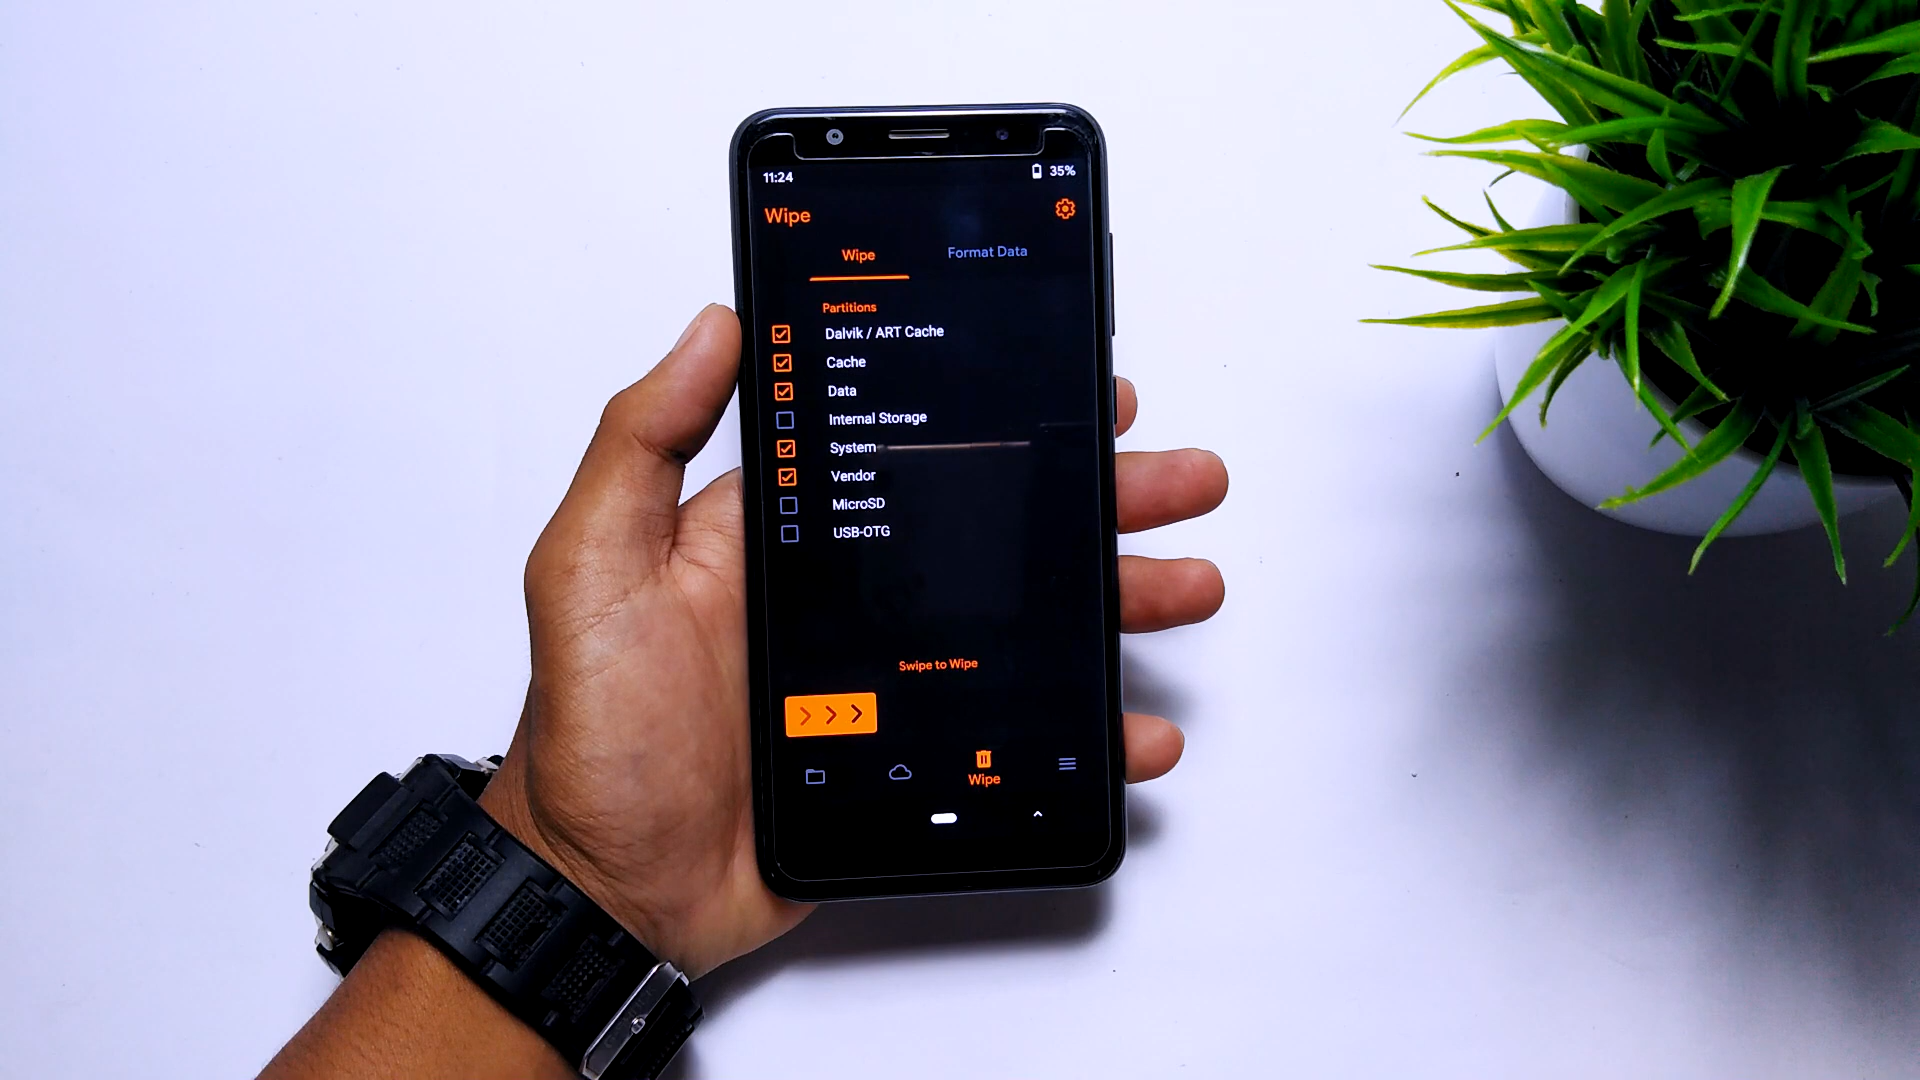 11:24
35%
Wipe
Wipe
Format Data
Partitions
Dalvik / ART Cache
Cache
Data
Internal Storage
System
Vendor
MicroSD
USB-OTG
Swipe to Wipe
Wipe